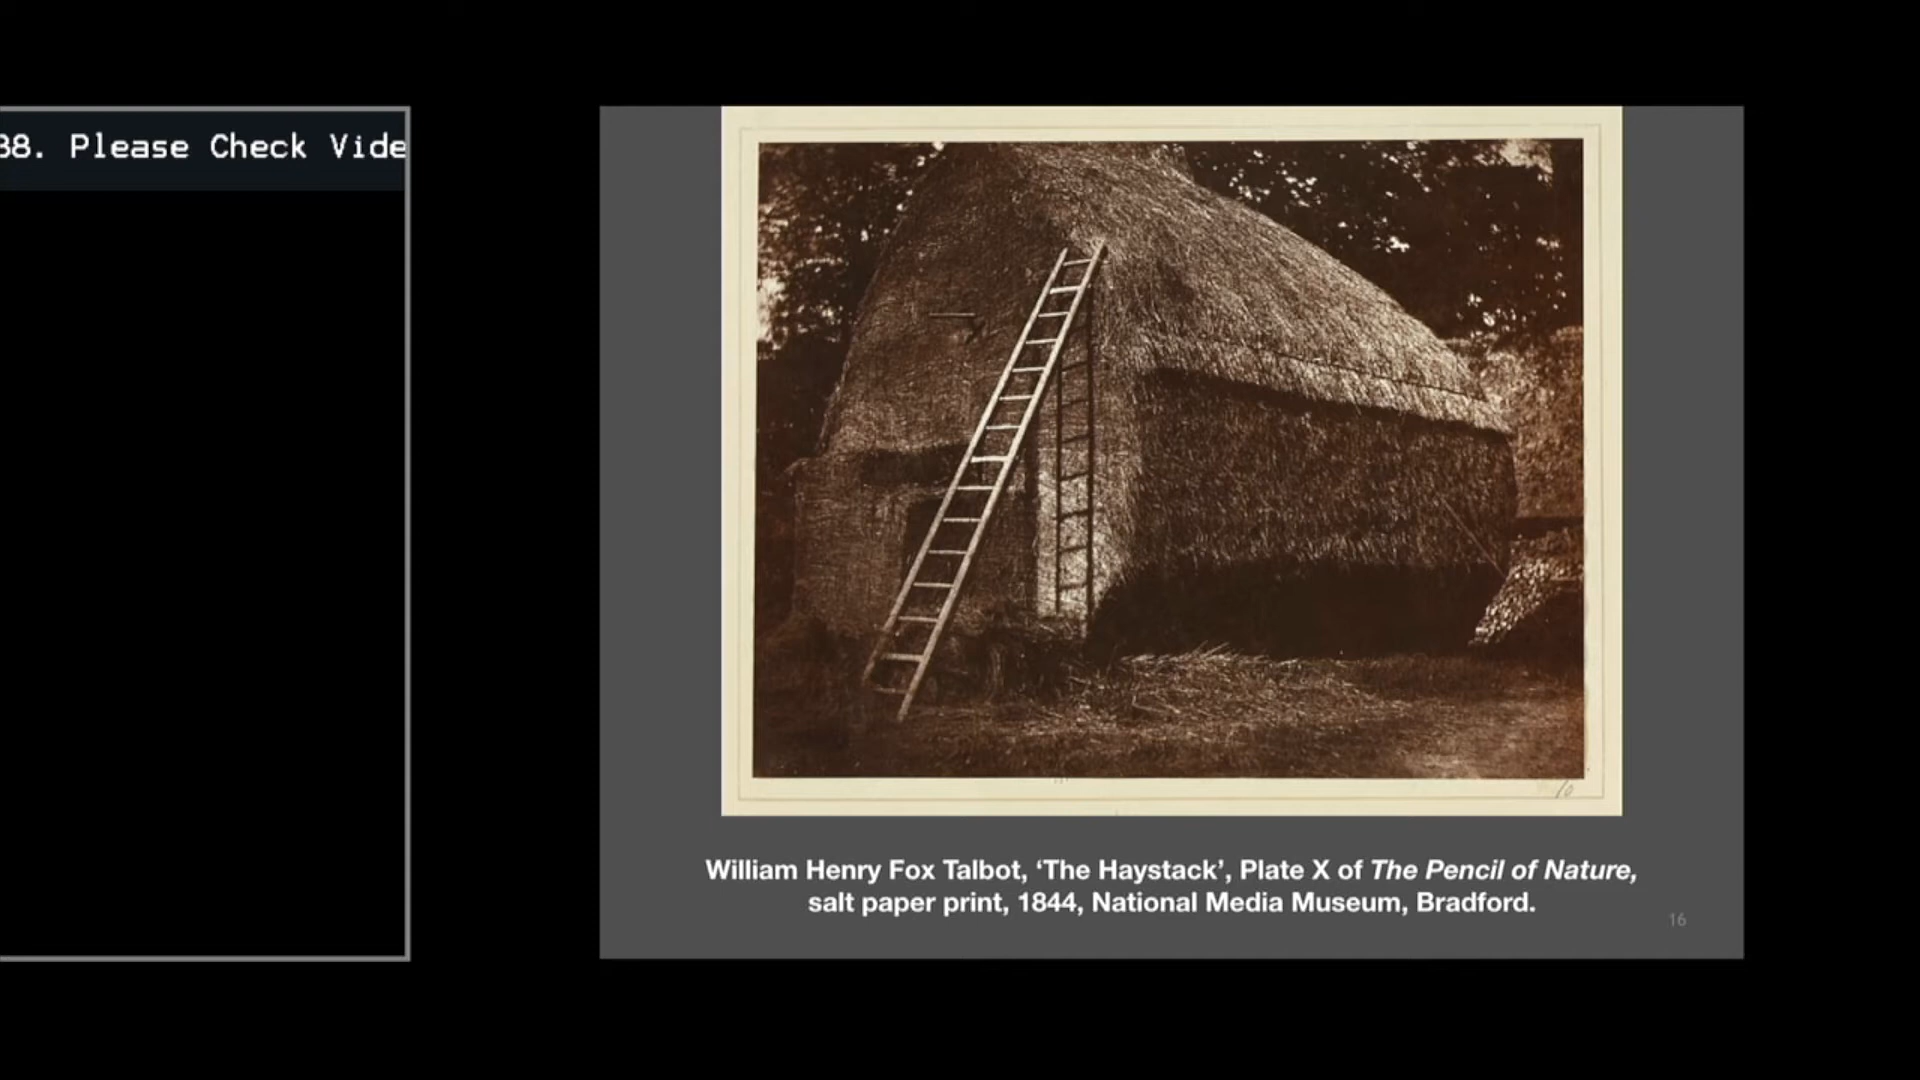 38. Please Check Vide
William Henry Fox Talbot, ‘The Haystack’, Plate X of The Pencil of Nature,
salt paper print, 1844, National Media Museum, Bradford.
16
10